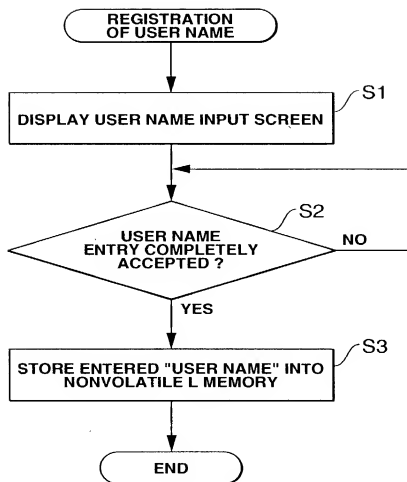 REGISTRATION
OF USER NAME
S1
DISPLAY USER NAME INPUT SCREEN
S2
USER NAME
ENTRY COMPLETELY
ACCEPTED ?
NO
YES
S3
STORE ENTERED "USER NAME" INTO
NONVOLATILE L MEMORY
END